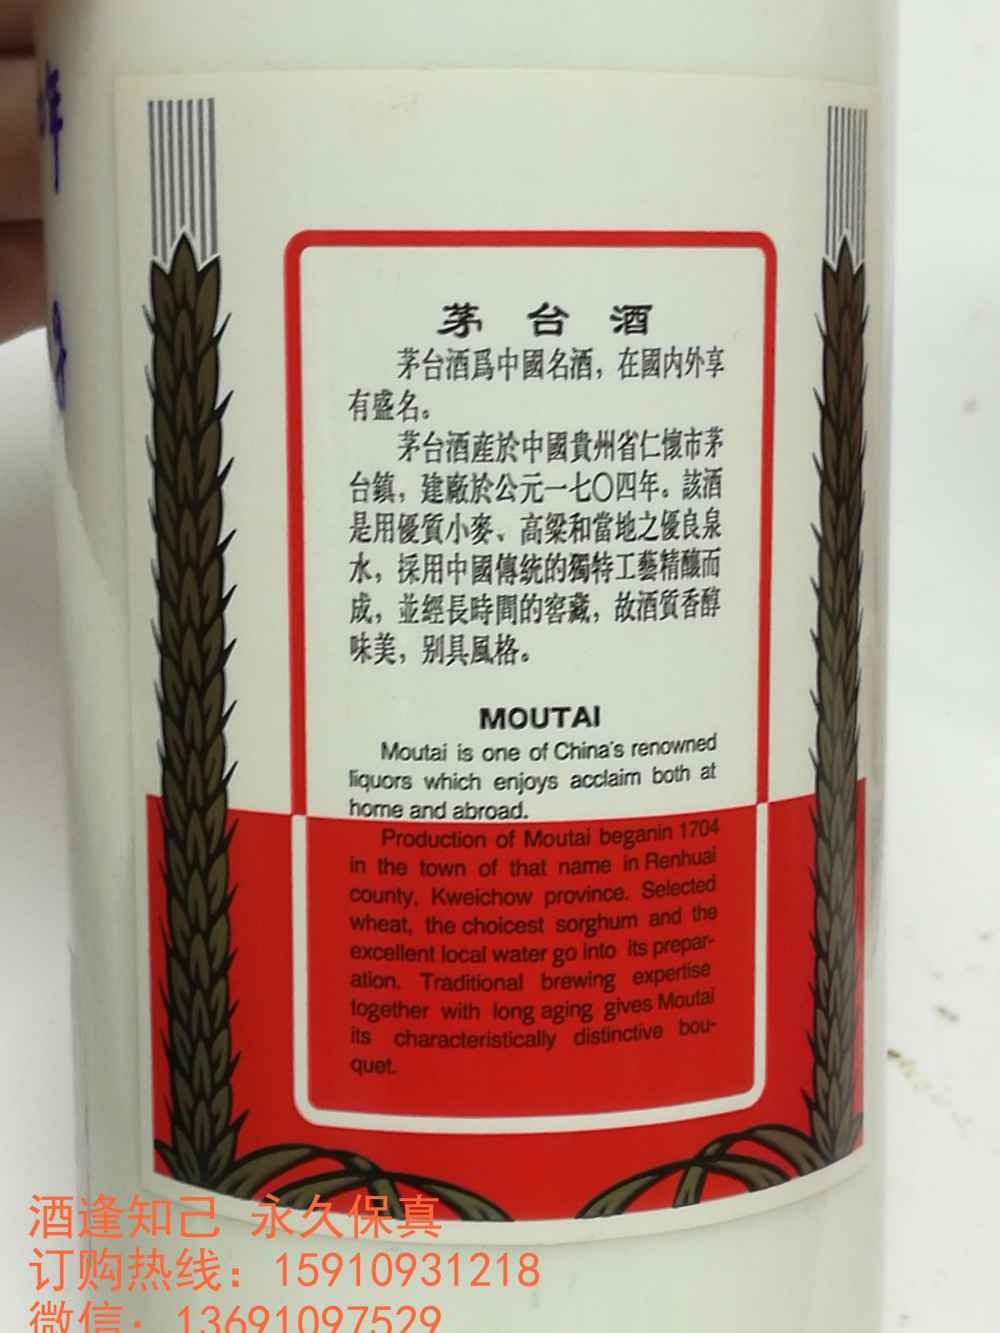 茅台酒
茅台酒爲中國名酒，在國内外享
有盛名。
茅台酒産於中國貴州省仁懷市茅
台鎮，建廠於公元一七〇四年。該酒
是用優質小麥、高梁和當地之優良泉
水，採用中國傳統的獨特工藝精釀而
成，並經長時間的窖藏，故酒質香醇
味美，别具風格。
MOUTAI
Moutai is one of China's renowned
liquors which enjoys acclaim both at
home and abroad.
Production of Moutai beganin 1704
in the town of that name in Renhuai
county, Kweichow province. Selected
wheat, the choicest sorghum and the
excellent local water go into its prepar-
ation. Traditional brewing expertise
together with long aging gives Moutai
its characteristically distinctive bou-
quet.
酒逢知己 永久保真
订购热线：15910931218
微信：13691097529